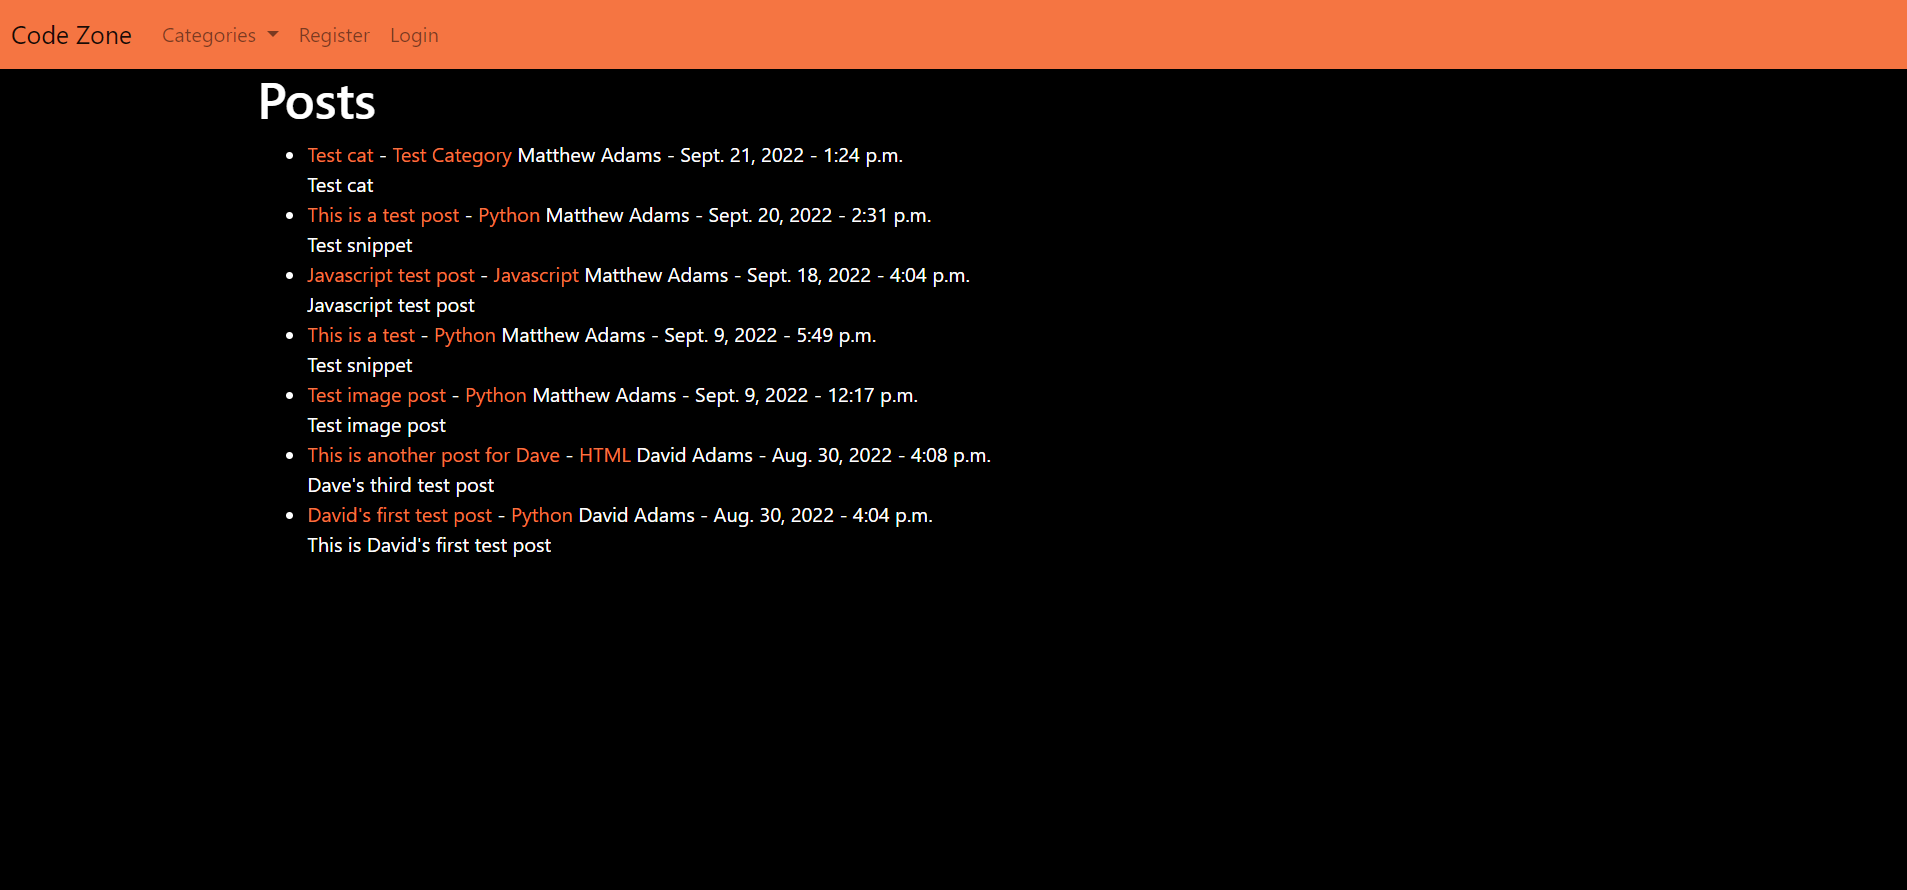 Code Zone Categories Register Login
Posts
Test cat - Test Category Matthew Adams - Sept. 21, 2022 - 1:24 p.m.
Test cat
This is a test post - Python Matthew Adams - Sept. 20, 2022 - 2:31 p.m.
Test snippet
Javascript test post - Javascript Matthew Adams - Sept. 18, 2022 - 4:04 p.m.
Javascript test post
This is a test - Python Matthew Adams - Sept. 9, 2022 - 5:49 p.m.
Test snippet
Test image post - Python Matthew Adams - Sept. 9, 2022 - 12:17 p.m.
Test image post
This is another post for Dave - HTML David Adams - Aug. 30, 2022 - 4:08 p.m.
Dave's third test post
David's first test post - Python David Adams - Aug. 30, 2022 - 4:04 p.m.
This is David's first test post